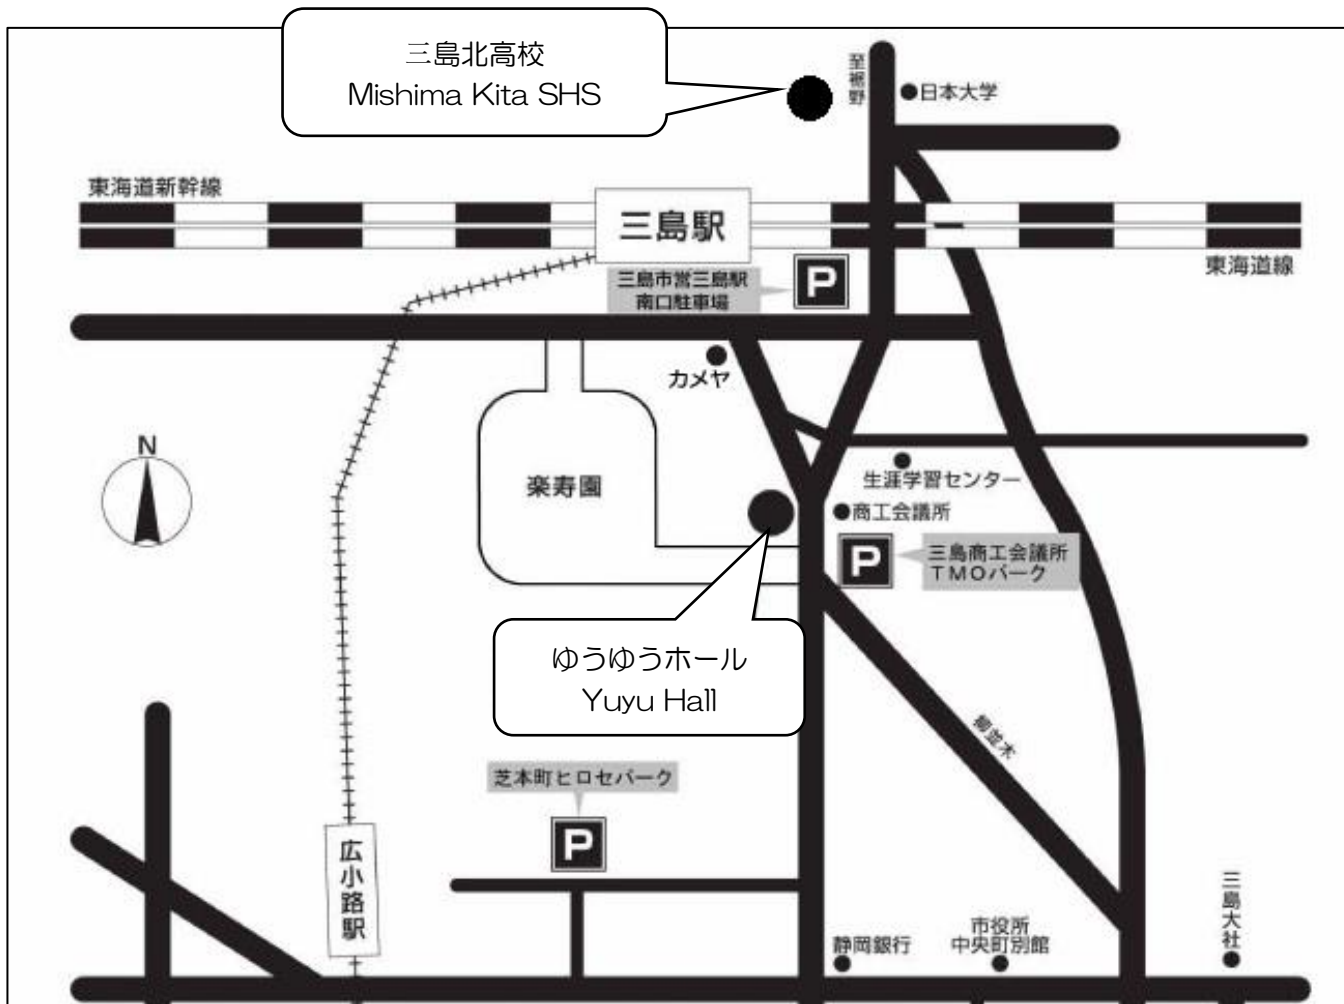 三島北高校
Mishima Kita SHS
至裾野
日本大学
東海道新幹線
三島駅
東海道線
三島市営三島駅
南口駐車場
P
カメヤ
N
楽寿園
生涯学習センター
商工会議所
P
三島商工会議所
TMOパーク
ゆうゆうホール
Yuyu Hall
柳並木
芝本町ヒロセパーク
P
広小路駅
静岡銀行
市役所
中央町別館
三島大社